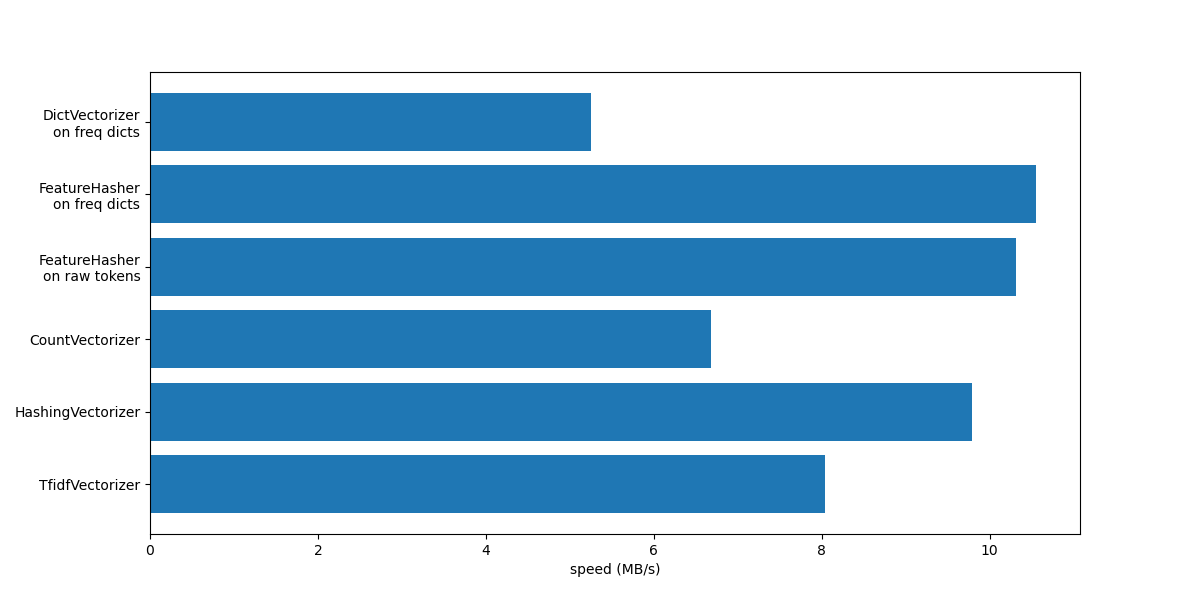 DictVectorizer
on freq dicts
FeatureHasher
on freq dicts
FeatureHasher
on raw tokens
CountVectorizer
HashingVectorizer
TfidfVectorizer
0 2 4 6 8 10
speed (MB/s)